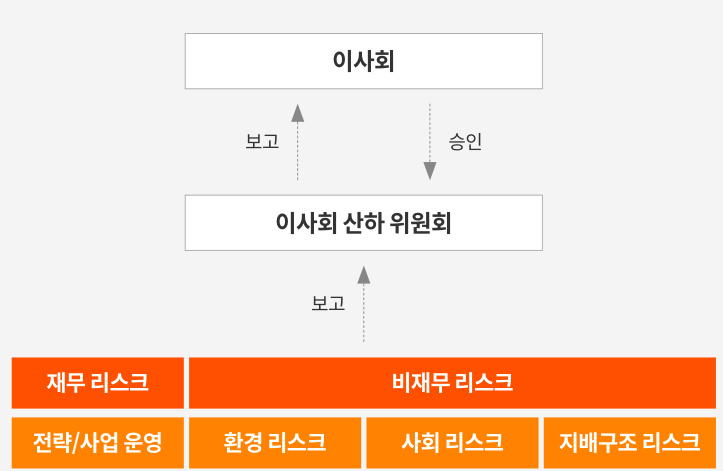 이사회
보고
승인
이사회 산하 위원회
보고
재무 리스크
비재무 리스크
전략/사업 운영
환경 리스크
사회 리스크
지배구조 리스크